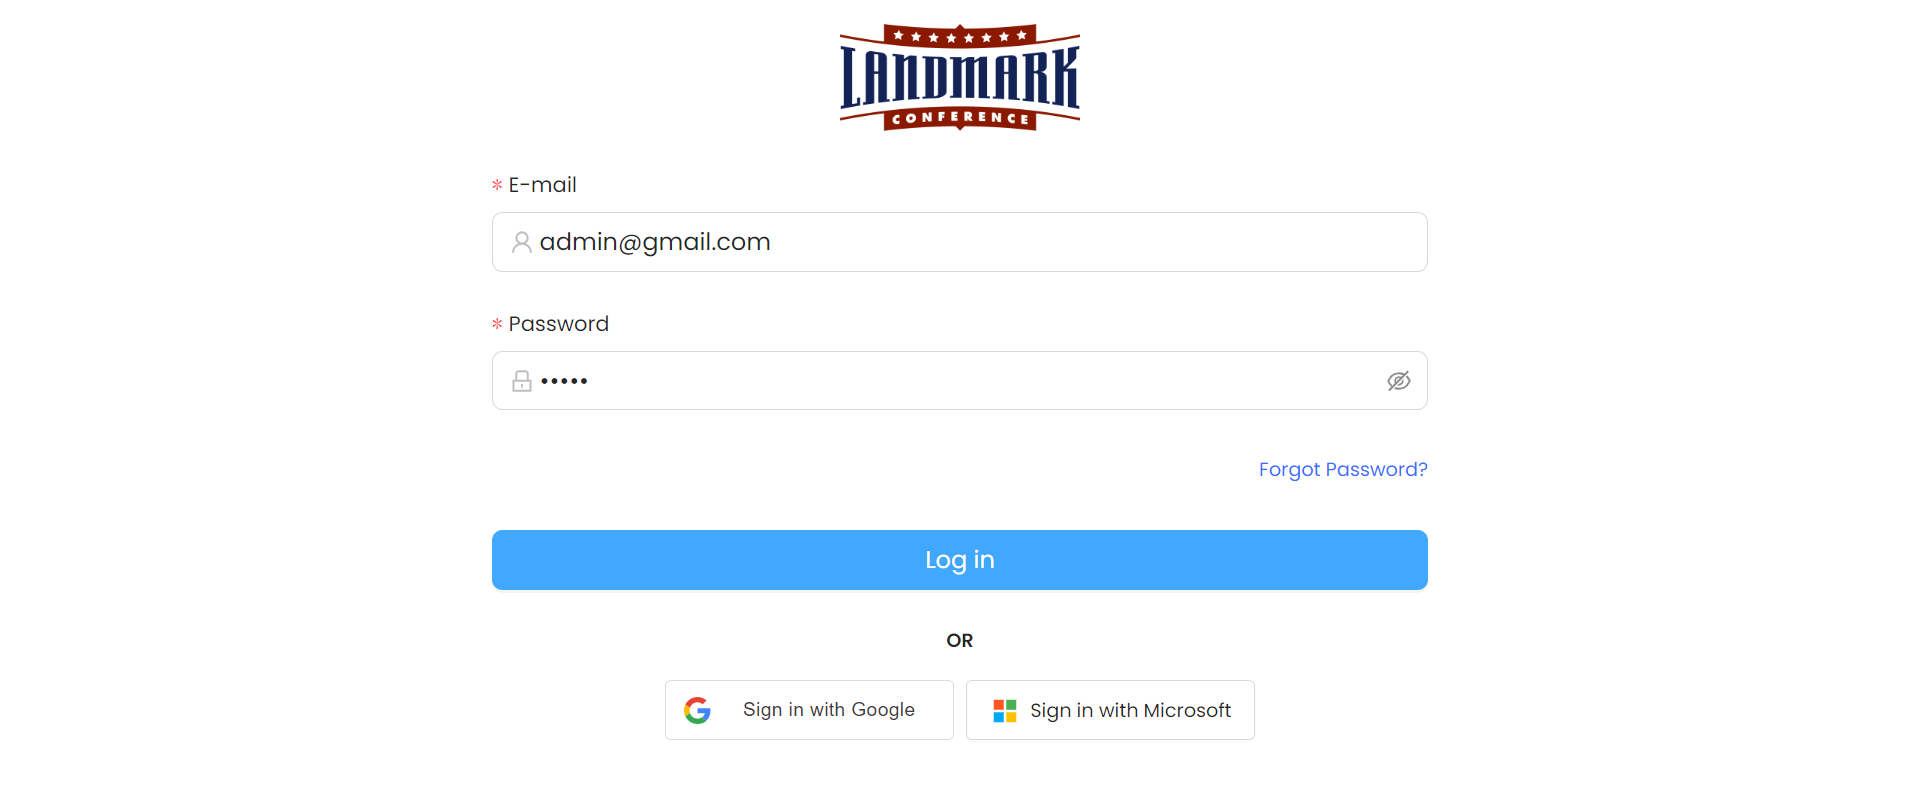 LANDMARK
CONFERENCE
* E-mail
admin@gmail.com
* Password
•••••
Forgot Password?
Log in
OR
Sign in with Google
Sign in with Microsoft